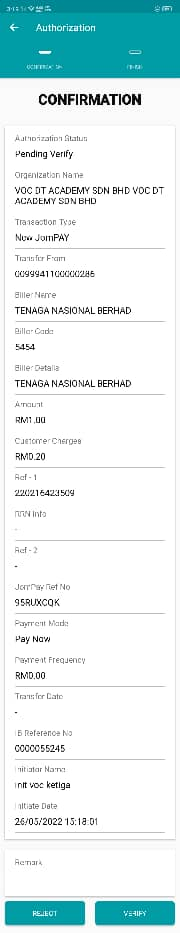 Authorization
CONFIRMATION
FINISH
CONFIRMATION
Authorization Status
Pending Verify
Organization Name
VOC DT ACADEMY SDN BHD VOC DT
ACADEMY SDN BHD
Transaction Type
New JomPAY
Transfer From
0099941100000286
Biller Name
TENAGA NASIONAL BERHAD
Biller Code
5454
Biller Details
TENAGA NASIONAL BERHAD
Amount
RM1.00
Customer Charges
RM0.20
Ref - 1
220216423509
RRN Info
-
Ref - 2
-
JomPay Ref No
95RUXCQK
Payment Mode
Pay Now
Payment Frequency
RM0.00
Transfer Date
-
IB Reference No
0000055245
Initiator Name
init voc ketiga
Initiate Date
26/05/2022 15:18:01
Remark
REJECT
VERIFY